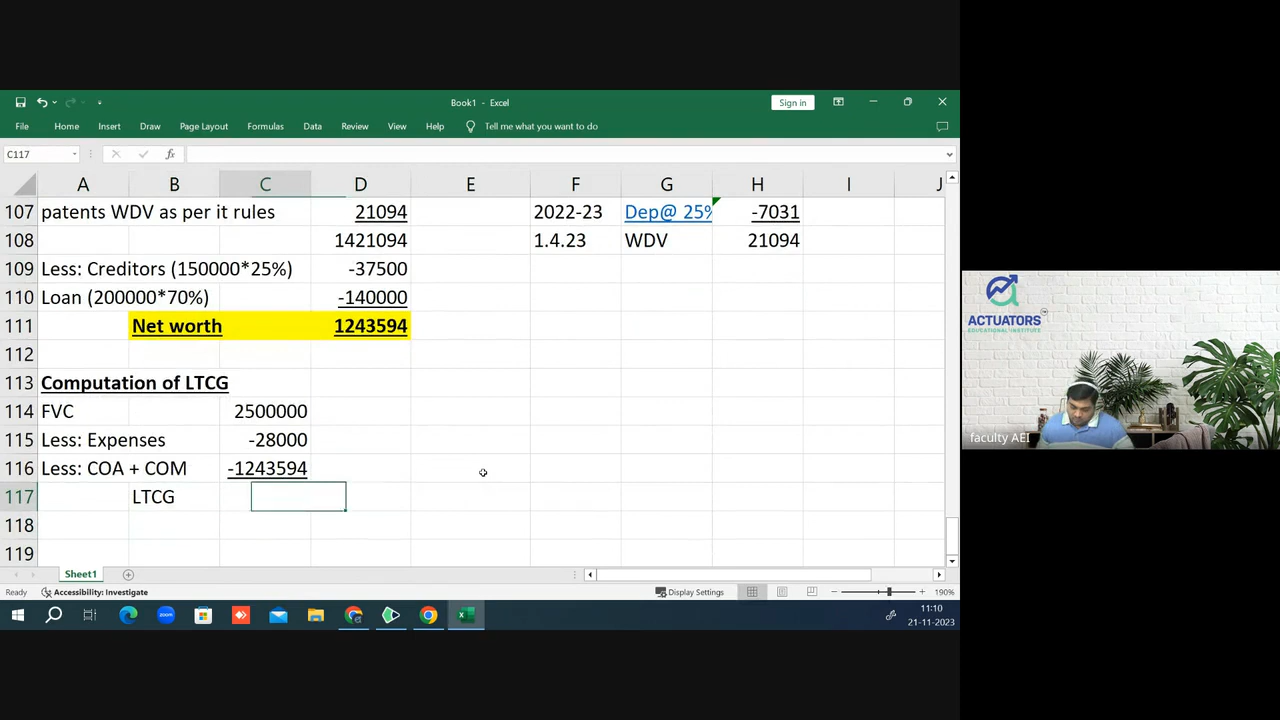 Book1 - Excel
Sign in
File Home Insert Draw Page Layout Formulas Data Review View Help Tell me what you want to do
C117 fx
A B C D E F G H I J
107 patents WDV as per it rules 21094 2022-23 Dep@ 25% -7031
108 1421094 1.4.23 WDV 21094
109 Less: Creditors (150000*25%) -37500
110 Loan (200000*70%) -140000
111 Net worth 1243594
112
113 Computation of LTCG
114 FVC 2500000
115 Less: Expenses -28000
116 Less: COA + COM -1243594
117 LTCG
118
119
Sheet1
Ready Accessibility: Investigate Display Settings 190%
zoom
11:10
21-11-2023
ACTUATORS
EDUCATIONAL INSTITUTE
faculty AEI